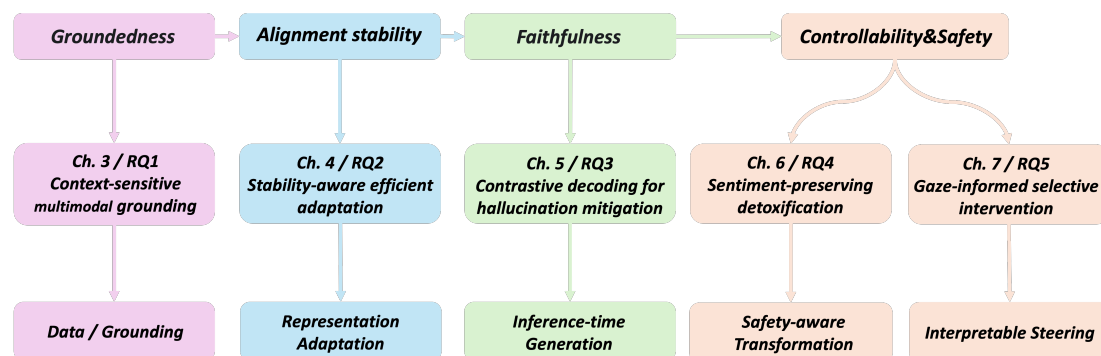 Groundedness
Alignment stability
Faithfulness
Controllability&Safety
Ch. 3 / RQ1
Context-sensitive
multimodal grounding
Ch. 4 / RQ2
Stability-aware efficient
adaptation
Ch. 5 / RQ3
Contrastive decoding for
hallucination mitigation
Ch. 6 / RQ4
Sentiment-preserving
detoxification
Ch. 7 / RQ5
Gaze-informed selective
intervention
Data / Grounding
Representation
Adaptation
Inference-time
Generation
Safety-aware
Transformation
Interpretable Steering